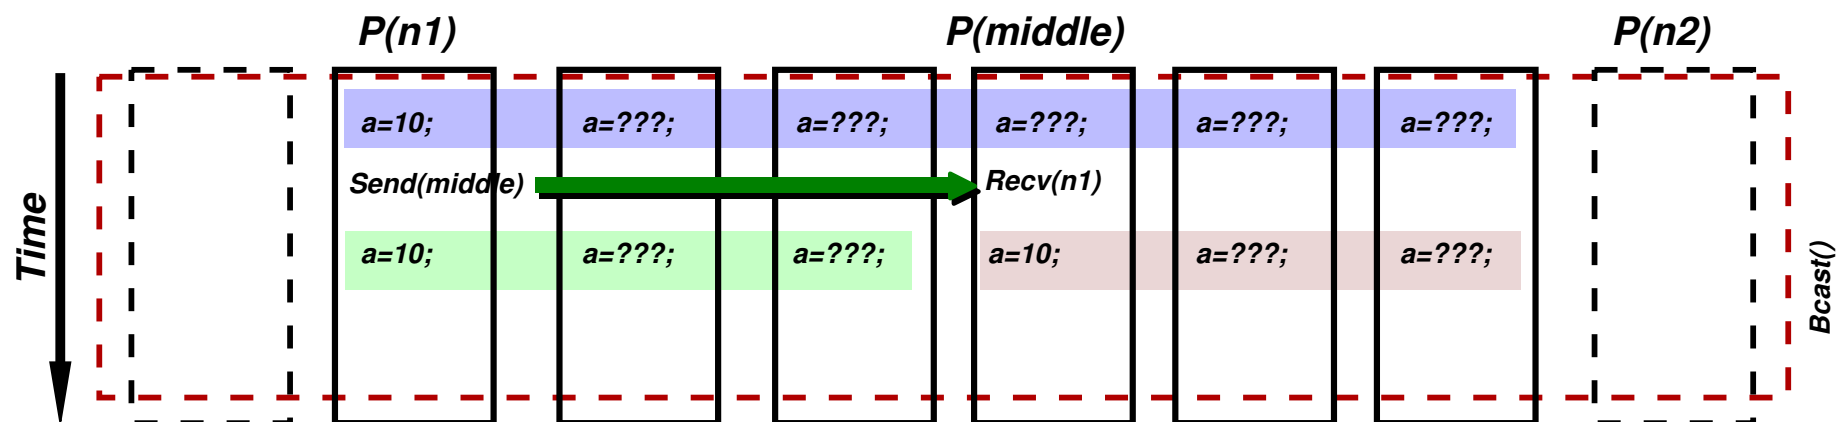 P(n1) P(middle) P(n2)
a=10; a=???; a=???; a=???; a=???; a=???;
Send(middle) Recv(n1)
a=10; a=???; a=???; a=10; a=???; a=???;
Time
Bcast()